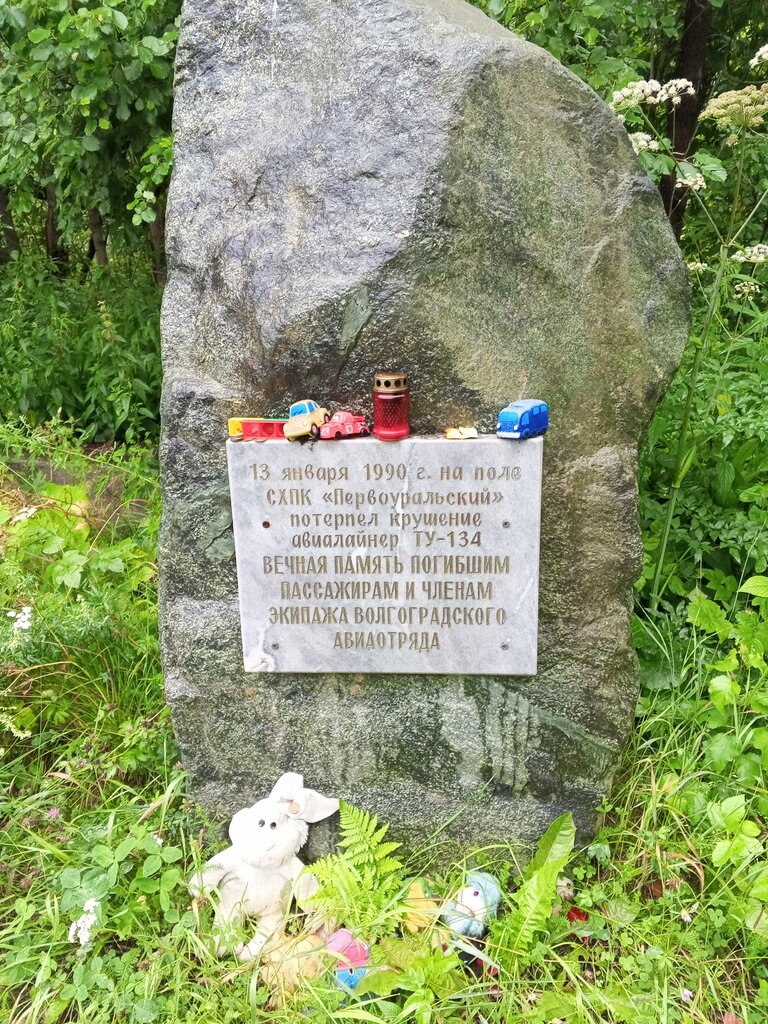 13 января 1990 г. на поле
СХПК «Первоуральский»
потерпел крушение
авиалайнер ТУ-134
ВЕЧНАЯ ПАМЯТЬ ПОГИБШИМ
ПАССАЖИРАМ И ЧЛЕНАМ
ЭКИПАЖА ВОЛГОГРАДСКОГО
АВИАОТРЯДА